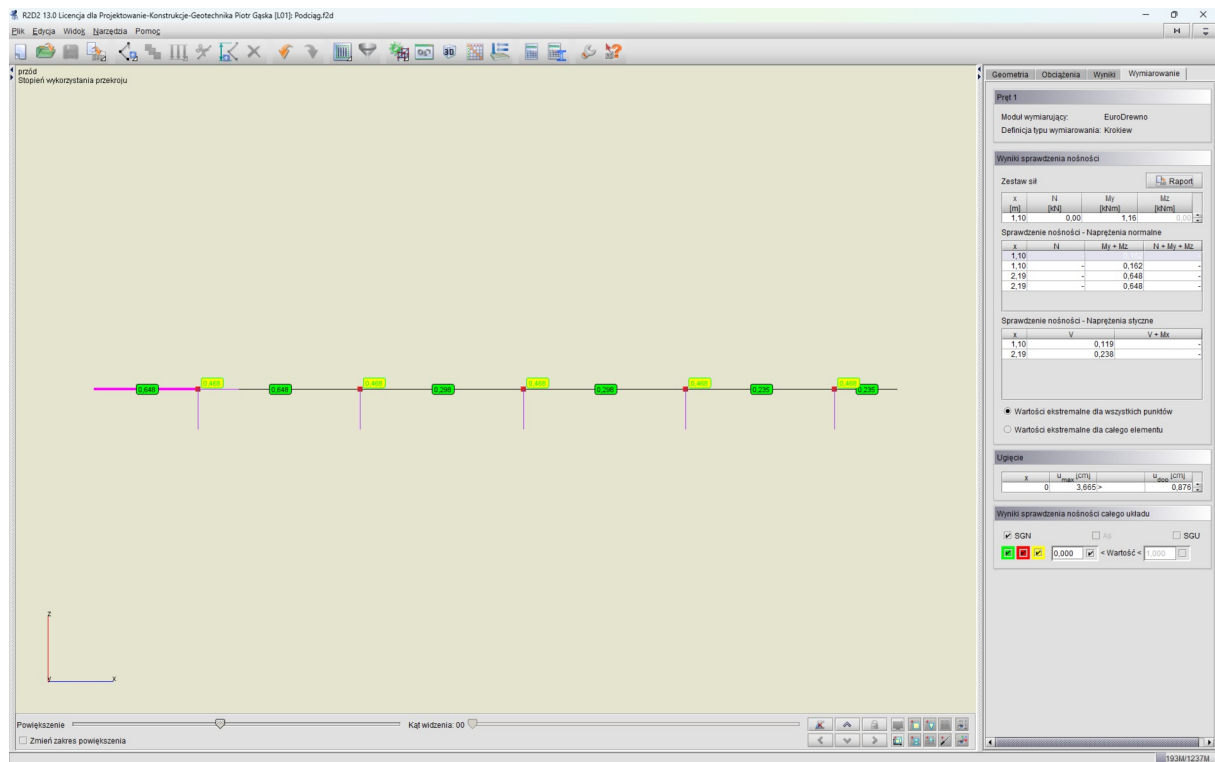 R2D2 13.0 Licencja dla Projektowanie-Konstrukcje-Geotechnika Piotr Gąska [L01]: Podciąg.f2d
Plik Edycja Widok Narzędzia Pomoc
przód
Stopień wykorzystania przekroju
0,648
0,468
0,648
0,468
0,298
0,468
0,298
0,468
0,235
0,468
0,235
z
y
x
Powiększenie
Kąt widzenia: 00
Zmień zakres powiększenia
Geometria Obciążenia Wyniki Wymiarowanie
Pręt 1
Moduł wymiarujący: EuroDrewno
Definicja typu wymiarowania: Krokiew
Wyniki sprawdzenia nośności
Zestaw sił Raport
x N My Mz
[m] [kN] [kNm] [kNm]
1,10 0,00 1,16 0,00
Sprawdzenie nośności - Naprężenia normalne
x N My + Mz N + My + Mz
1,10
1,10 - 0,162 -
2,19 - 0,648 -
2,19 - 0,648 -
Sprawdzenie nośności - Naprężenia styczne
x V V + Mx
1,10 0,119 -
2,19 0,238 -
Wartości ekstremalne dla wszystkich punktów
Wartości ekstremalne dla całego elementu
Ugięcie
x u max [cm] u dop [cm]
0 3,665 > 0,876
Wyniki sprawdzenia nośności całego układu
SGN As SGU
0,000 < Wartość < 1,000
193M/1237M